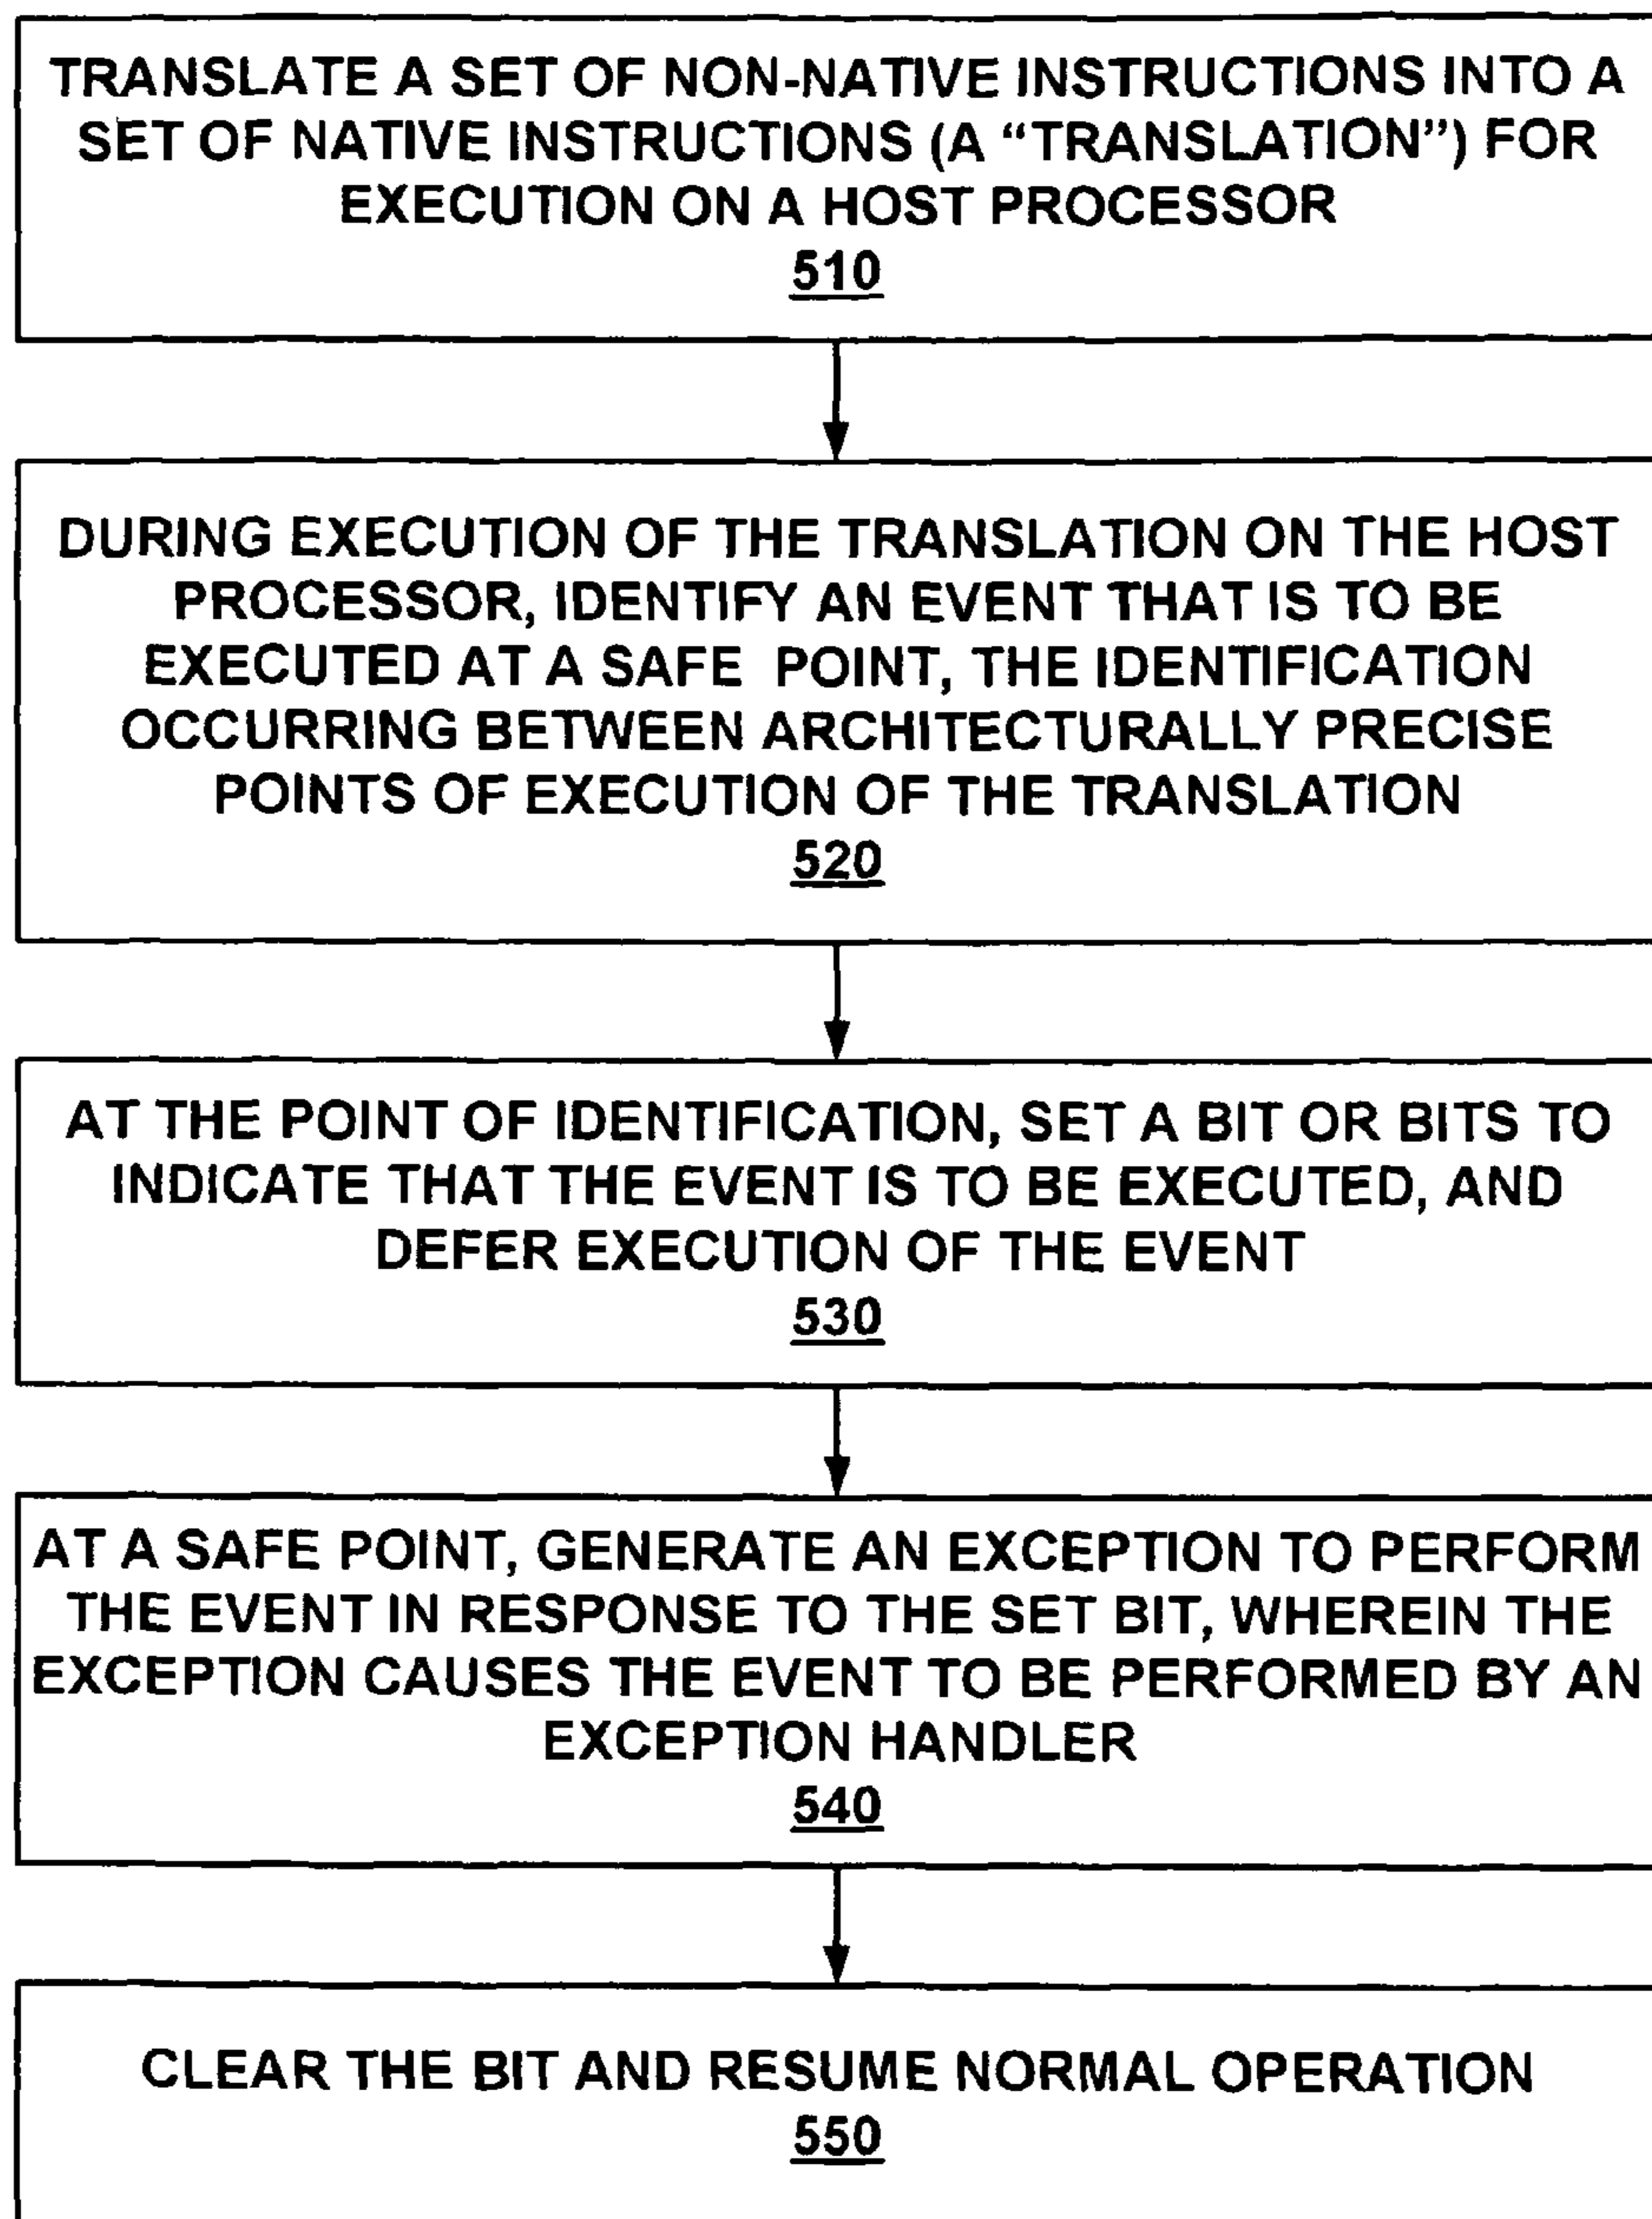 TRANSLATE A SET OF NON-NATIVE INSTRUCTIONS INTO A
SET OF NATIVE INSTRUCTIONS (A “TRANSLATION”) FOR
EXECUTION ON A HOST PROCESSOR
510
DURING EXECUTION OF THE TRANSLATION ON THE HOST
PROCESSOR, IDENTIFY AN EVENT THAT IS TO BE
EXECUTED AT A SAFE POINT, THE IDENTIFICATION
OCCURRING BETWEEN ARCHITECTURALLY PRECISE
POINTS OF EXECUTION OF THE TRANSLATION
520
AT THE POINT OF IDENTIFICATION, SET A BIT OR BITS TO
INDICATE THAT THE EVENT IS TO BE EXECUTED, AND
DEFER EXECUTION OF THE EVENT
530
AT A SAFE POINT, GENERATE AN EXCEPTION TO PERFORM
THE EVENT IN RESPONSE TO THE SET BIT, WHEREIN THE
EXCEPTION CAUSES THE EVENT TO BE PERFORMED BY AN
EXCEPTION HANDLER
540
CLEAR THE BIT AND RESUME NORMAL OPERATION
550